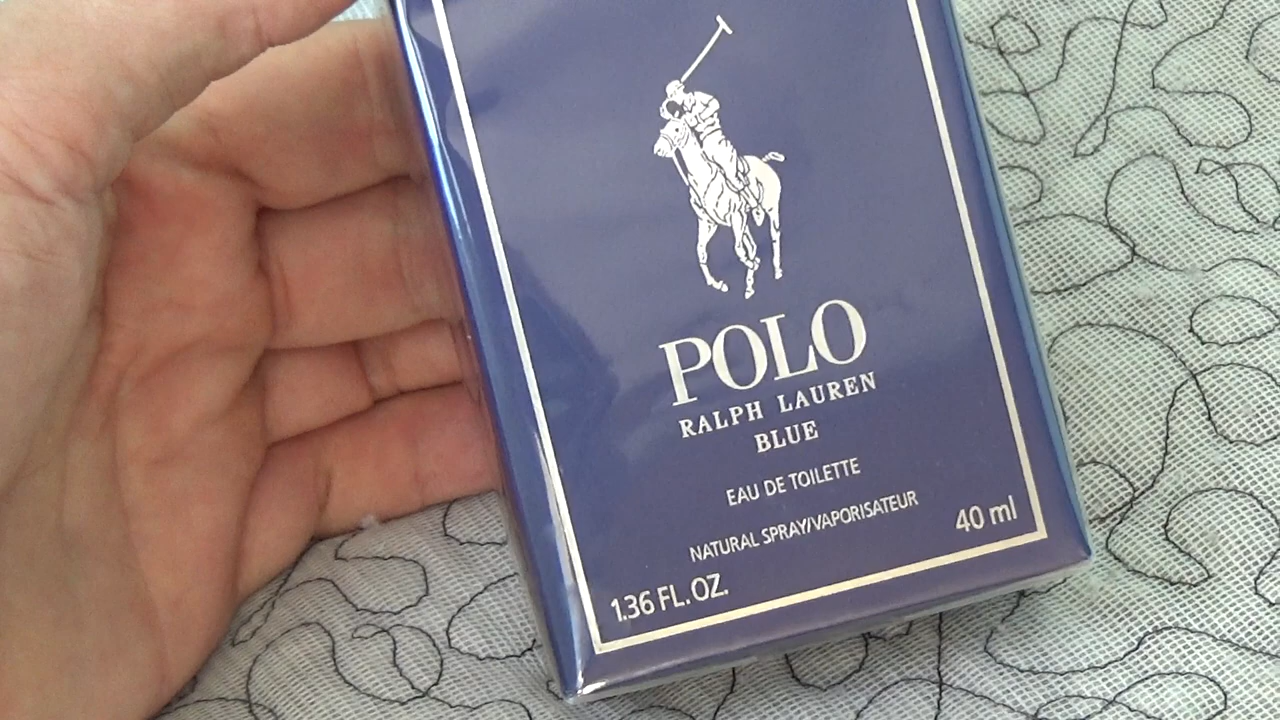 POLO
RALPH LAUREN
BLUE
EAU DE TOILETTE
NATURAL SPRAY/VAPORISATEUR
1.36 FL. OZ.
40 ml